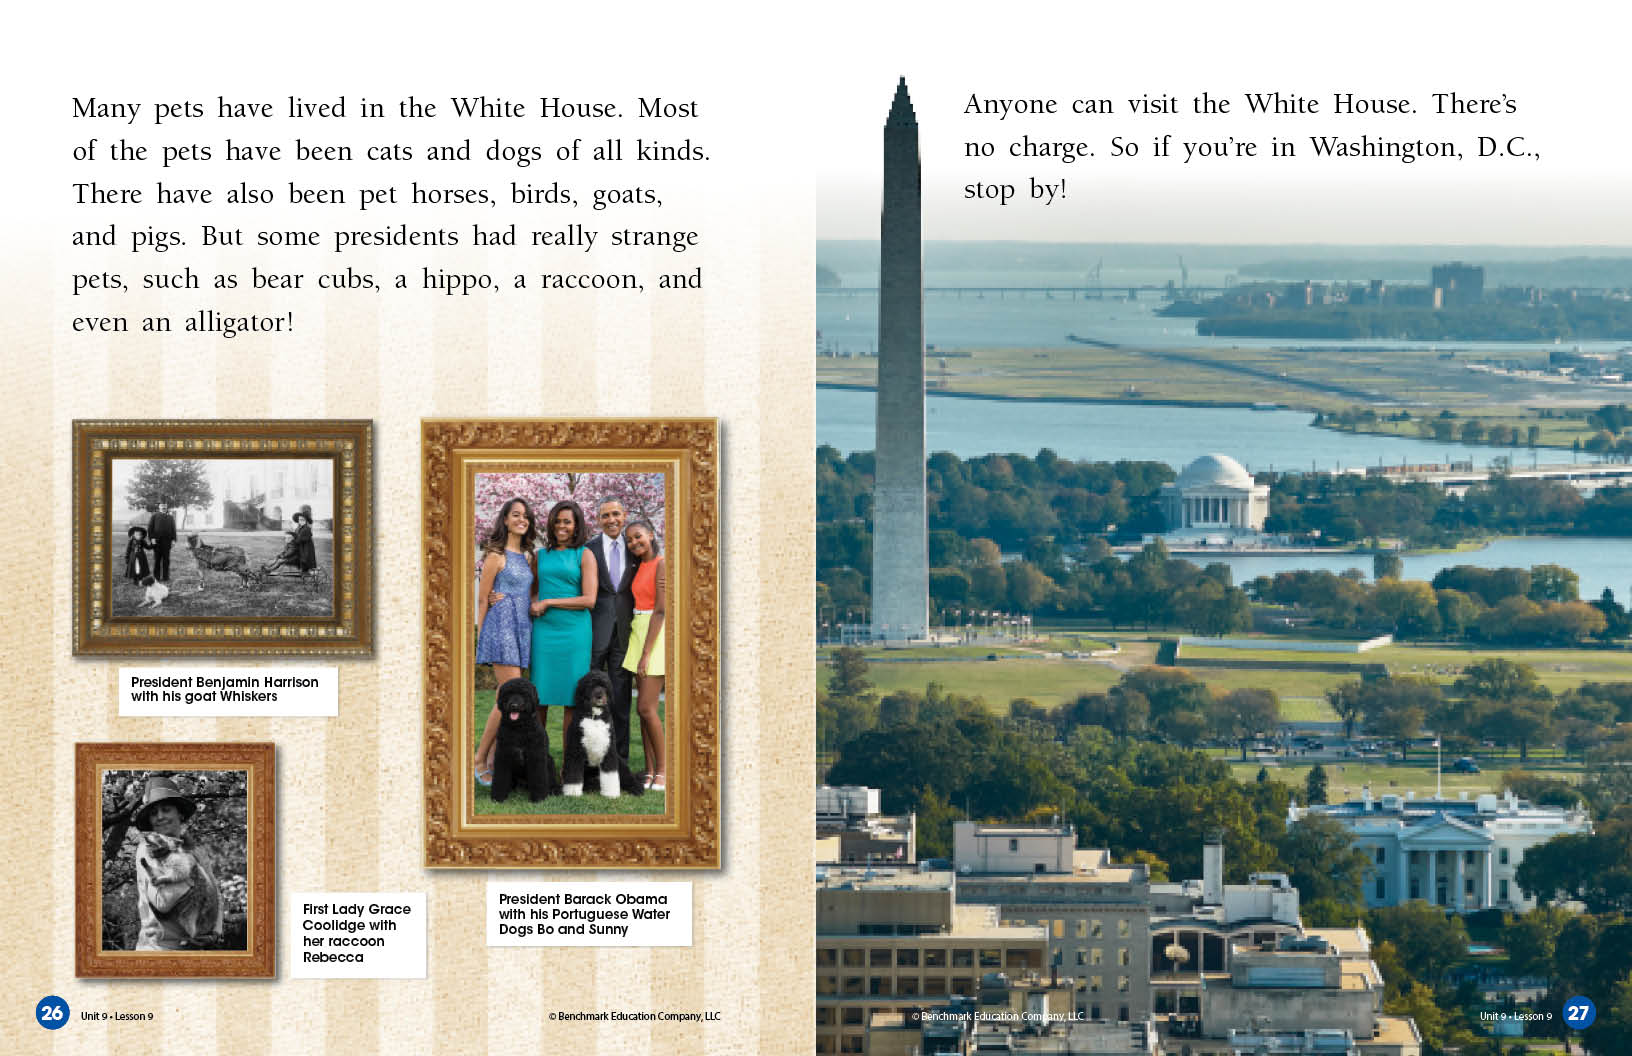 Many pets have lived in the White House. Most
of the pets have been cats and dogs of all kinds.
There have also been pet horses, birds, goats,
and pigs. But some presidents had really strange
pets, such as bear cubs, a hippo, a raccoon, and
even an alligator!
President Benjamin Harrison
with his goat Whiskers
First Lady Grace
Coolidge with
her raccoon
Rebecca
President Barack Obama
with his Portuguese Water
Dogs Bo and Sunny
26
Unit 9 • Lesson 9
© Benchmark Education Company, LLC
Anyone can visit the White House. There’s
no charge. So if you’re in Washington, D.C.,
stop by!
© Benchmark Education Company, LLC
Unit 9 • Lesson 9
27